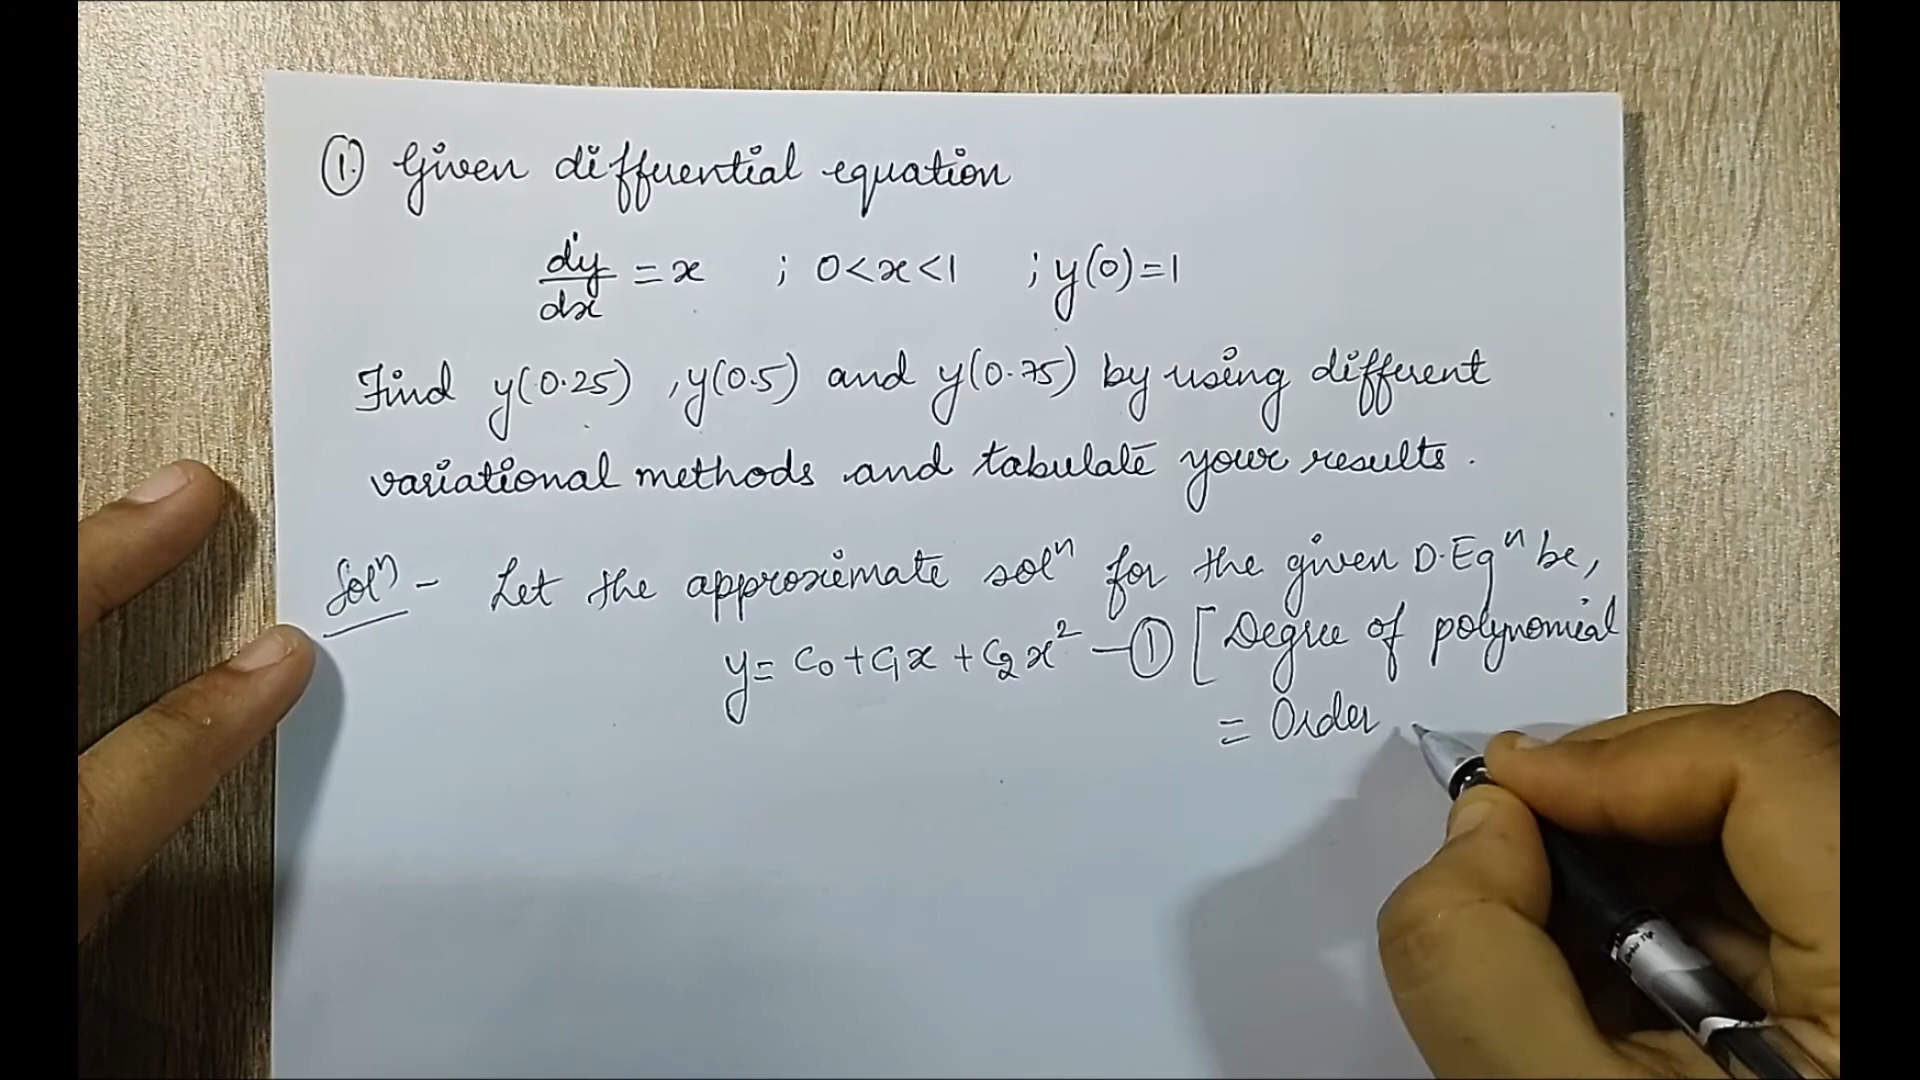 ① Given differential equation
dy/dx = x ; 0<x<1 ; y(0)=1
Find y(0.25), y(0.5) and y(0.75) by using different
variational methods and tabulate your results.
Solⁿ - Let the approximate solⁿ for the given D.Eqⁿ be,
y = C₀+C₁x + C₂x² —① [Degree of polynomial
= Order